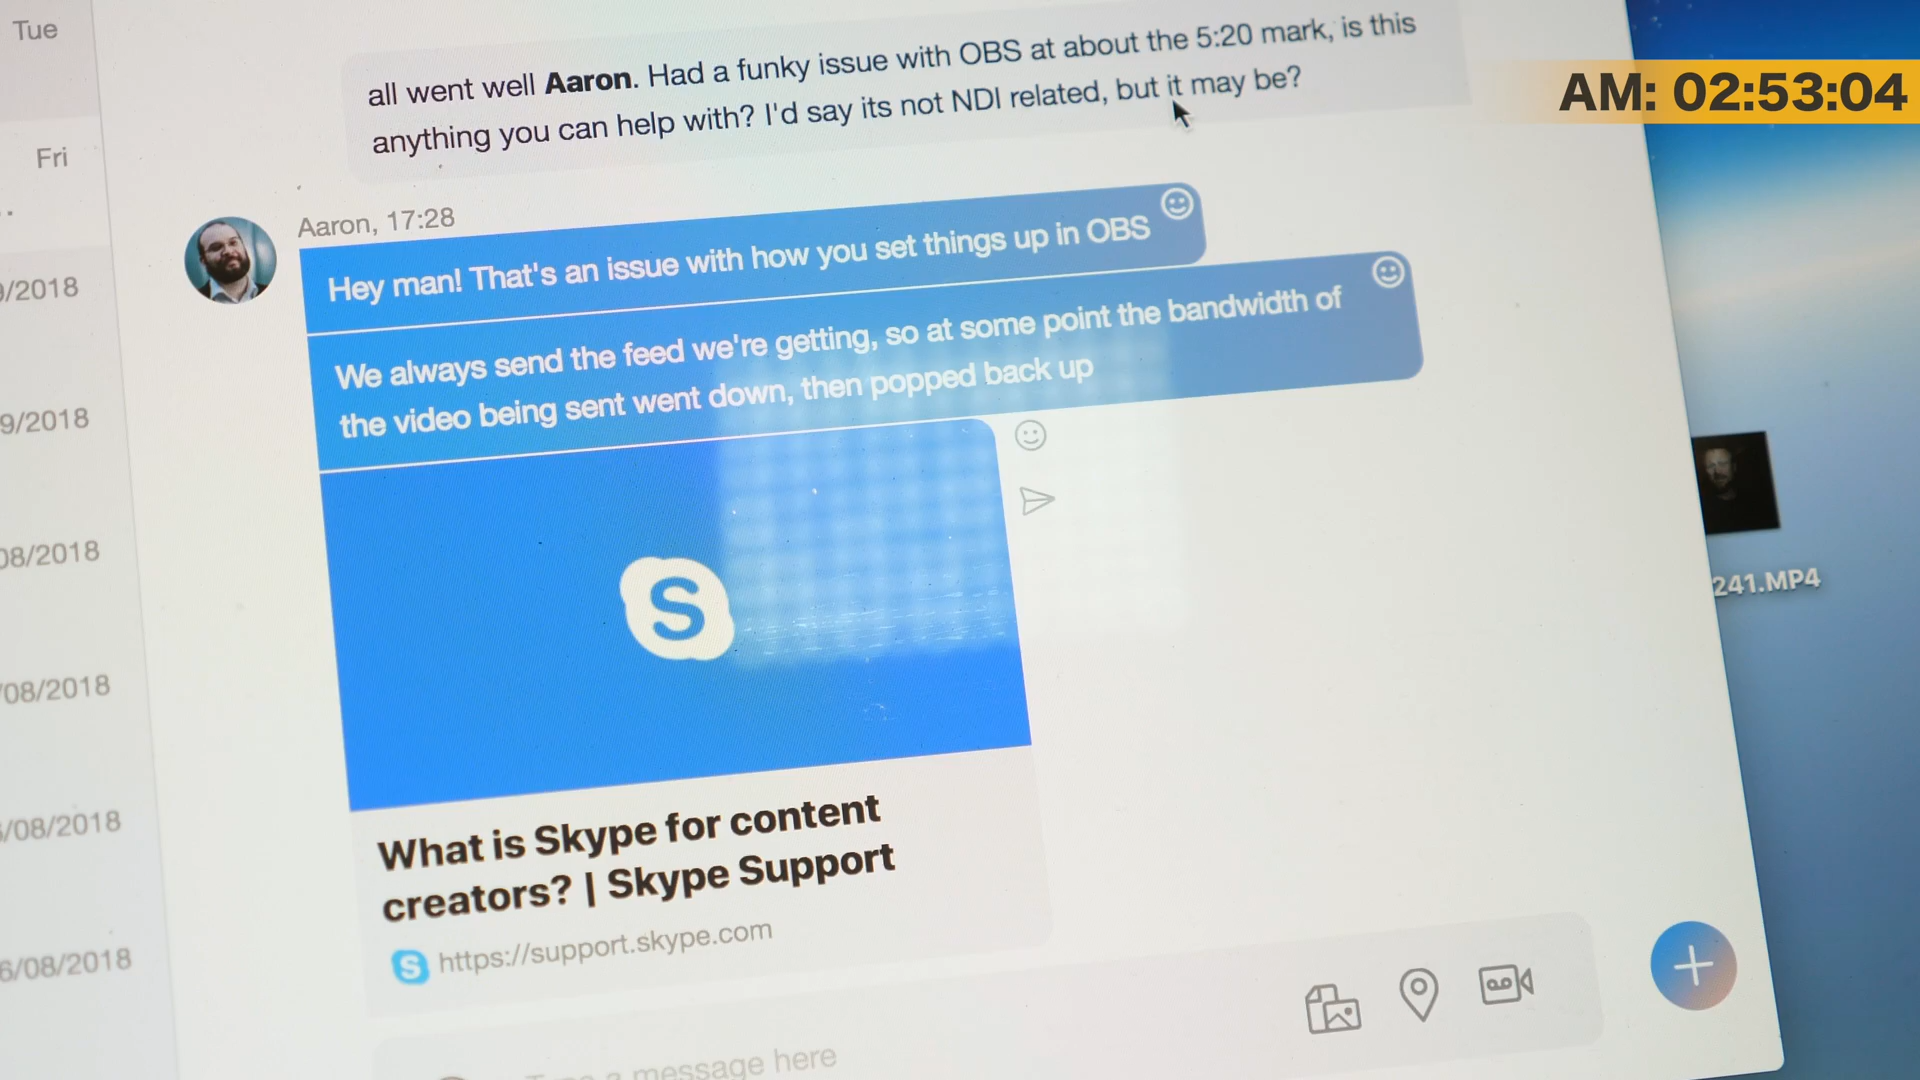 Tue
AM: 02:53:04
all went well Aaron. Had a funky issue with OBS at about the 5:20 mark, is this
anything you can help with? I'd say its not NDI related, but it may be?
Fri
..
Aaron, 17:28
Hey man! That's an issue with how you set things up in OBS
We always send the feed we're getting, so at some point the bandwidth of
the video being sent went down, then popped back up
/2018
9/2018
08/2018
/08/2018
/08/2018
6/08/2018
241.MP4
S
What is Skype for content
creators? | Skype Support
S https://support.skype.com
a message here